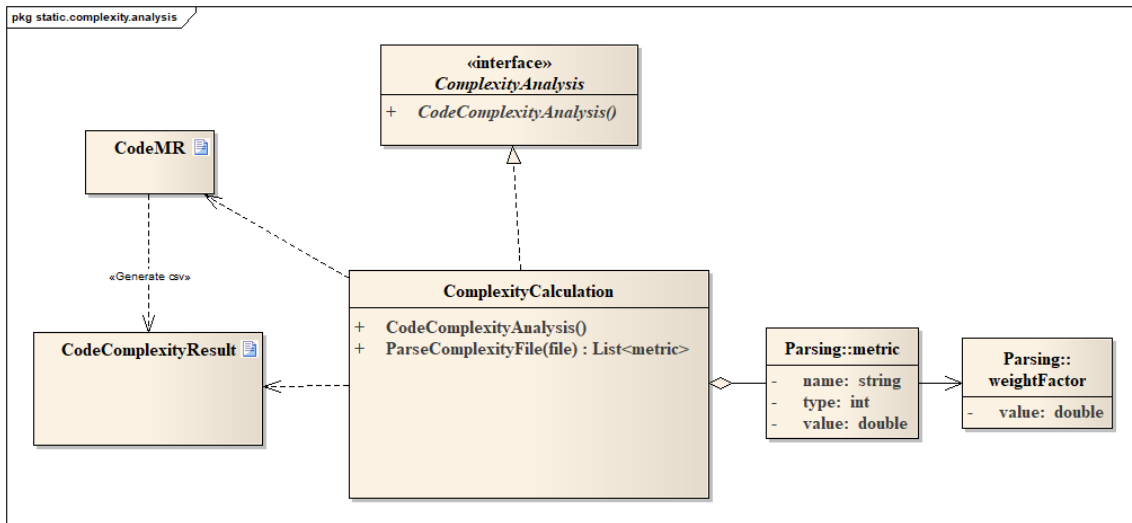 pkg static.complexity.analysis
«interface»
ComplexityAnalysis
+ CodeComplexityAnalysis()
CodeMR
«Generate csv»
CodeComplexityResult
ComplexityCalculation
+ CodeComplexityAnalysis()
+ ParseComplexityFile(file) : List<metric>
Parsing::metric
- name: string
- type: int
- value: double
Parsing::
weightFactor
- value: double